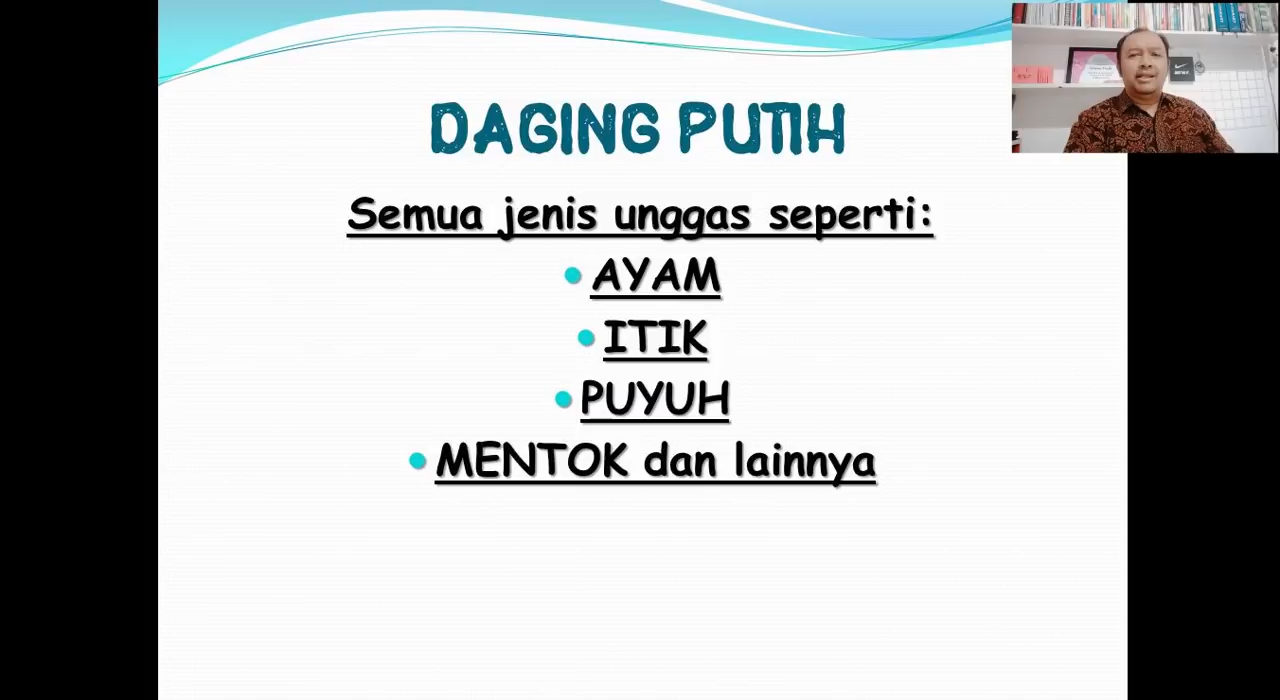 DAGING PUTIH
Semua jenis unggas seperti:
AYAM
ITIK
PUYUH
MENTOK dan lainnya